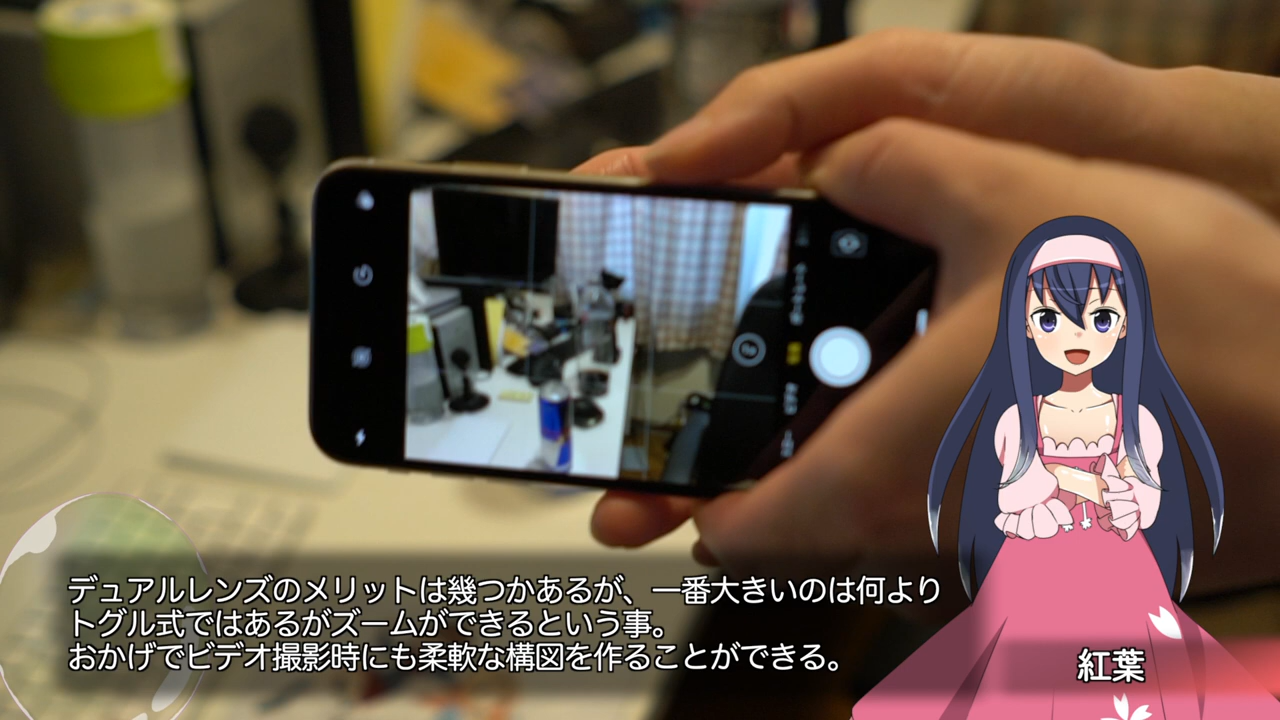 デュアルレンズのメリットは幾つかあるが、一番大きいのは何より
トグル式ではあるがズームができるという事。
おかげでビデオ撮影時にも柔軟な構図を作ることができる。
紅葉